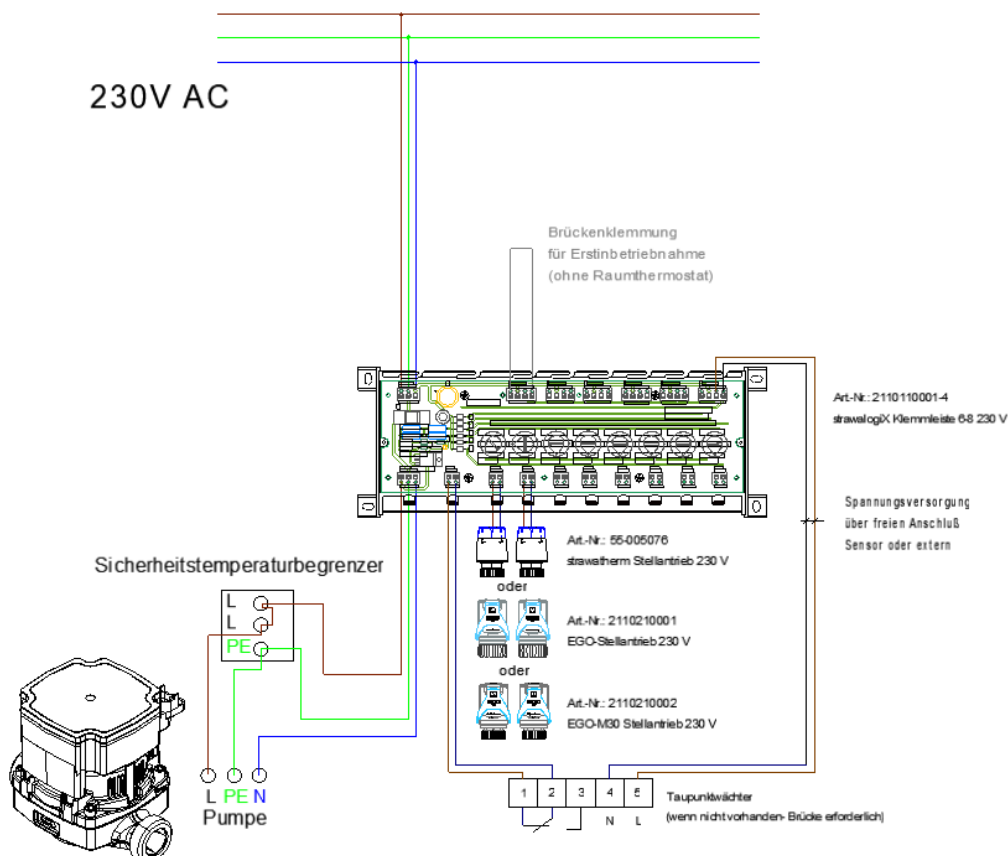 230V AC
Brückenklemmung
für Erstinbetriebnahme
(ohne Raumthermostat)
Art.-Nr.: 2110110001-4
strawalogiX Klemmleiste 6-8 230 V
Spannungsversorgung
über freien Anschluß
Sensor oder extern
Art.-Nr.: 55-005076
strawatherm Stellantrieb 230 V
oder
Art.-Nr.: 2110210001
EGO-Stellantrieb 230 V
oder
Art.-Nr.: 2110210002
EGO-M30 Stellantrieb 230 V
Sicherheitstemperaturbegrenzer
L
L
PE
L PE N
Pumpe
1 2 3 4 5
N L
Taupunktwächter
(wenn nicht vorhanden- Brücke erforderlich)